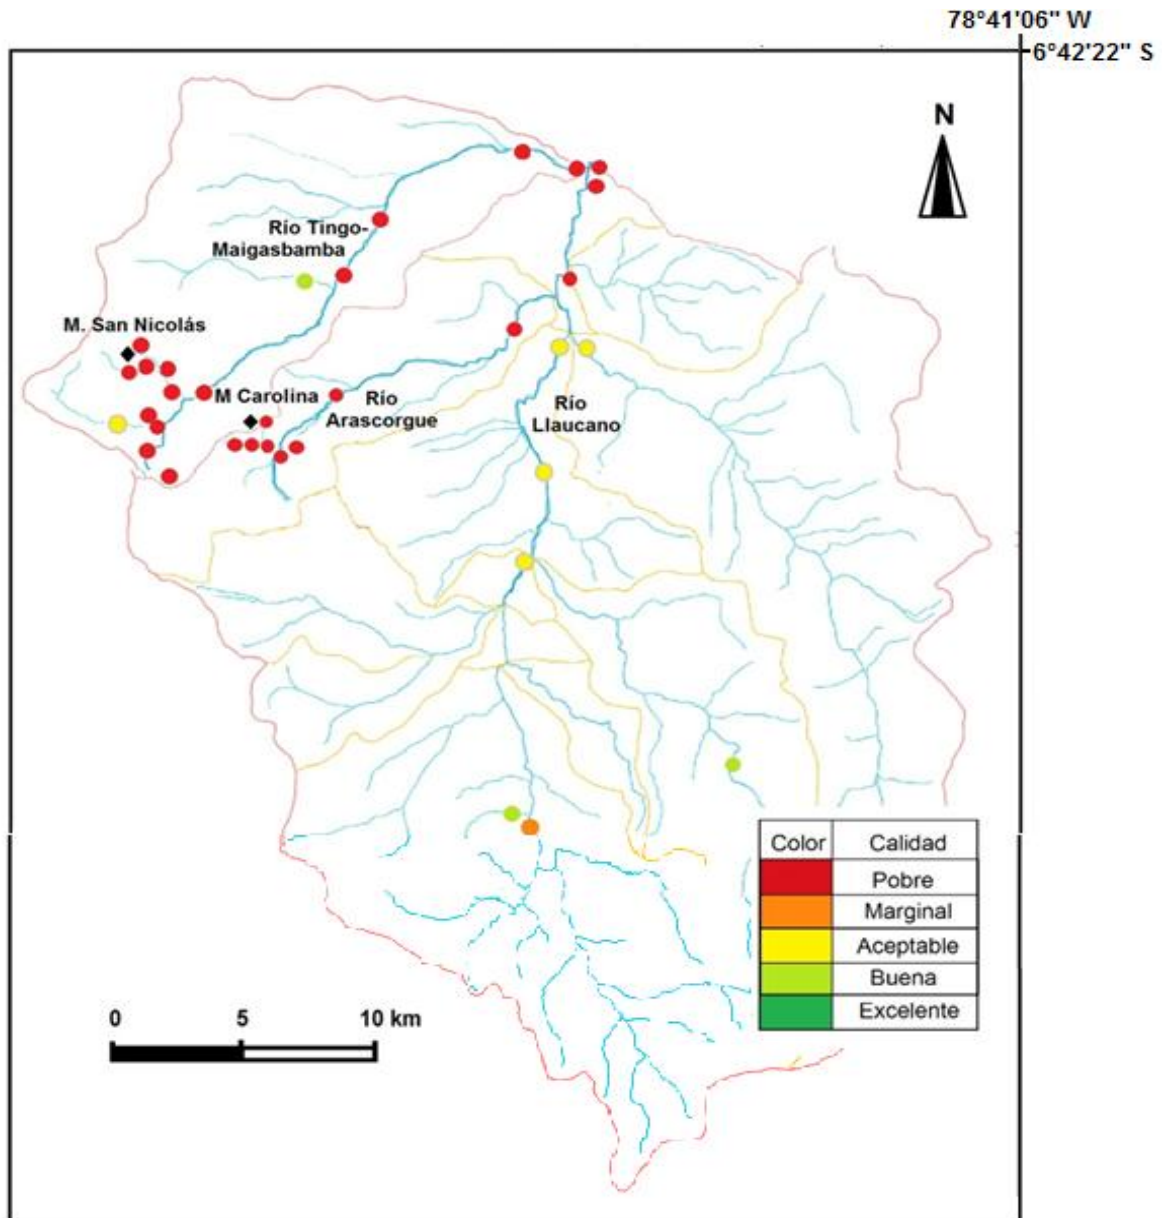 78°41'06" W
6°42'22" S
N
Río Tingo-
Maigasbamba
M. San Nicolás
M Carolina
Río
Arascorgue
Río
Llaucano
Color Calidad
Pobre
Marginal
Aceptable
Buena
Excelente
0 5 10 km